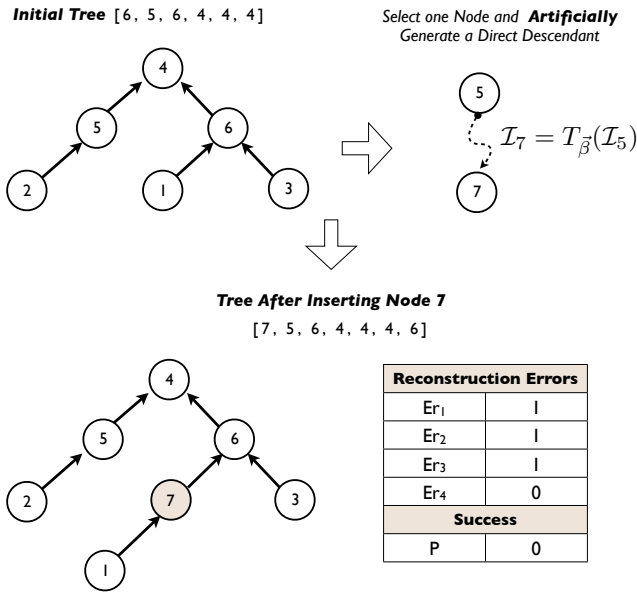 Initial Tree [6, 5, 6, 4, 4, 4]
Select one Node and Artificially
Generate a Direct Descendant
4
5
6
2
1
3
5
7
I₇ = T_β⃗(I₅)
Tree After Inserting Node 7
[7, 5, 6, 4, 4, 4, 6]
4
5
6
2
7
3
1
Reconstruction Errors
Er₁ 1
Er₂ 1
Er₃ 1
Er₄ 0
Success
P 0